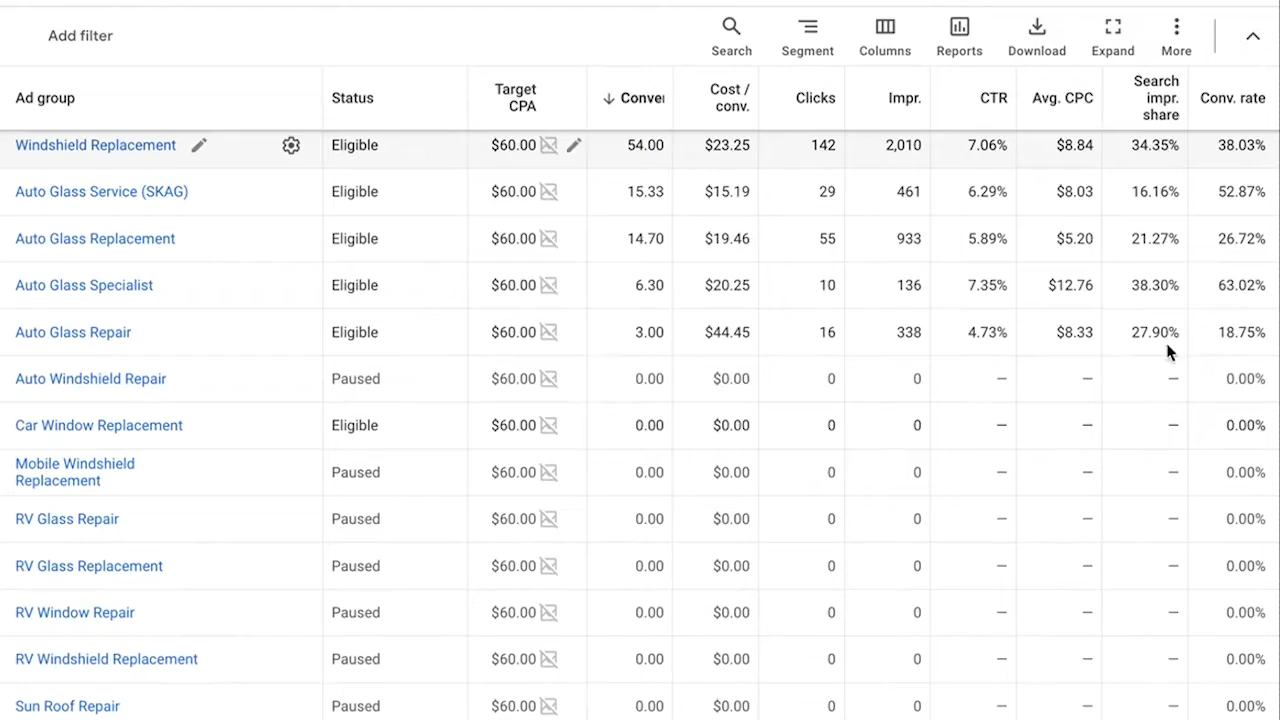 Add filter
Search Segment Columns Reports Download Expand More
Ad group Status Target CPA Conver Cost / conv. Clicks Impr. CTR Avg. CPC Search impr. share Conv. rate
Windshield Replacement Eligible $60.00 54.00 $23.25 142 2,010 7.06% $8.84 34.35% 38.03%
Auto Glass Service (SKAG) Eligible $60.00 15.33 $15.19 29 461 6.29% $8.03 16.16% 52.87%
Auto Glass Replacement Eligible $60.00 14.70 $19.46 55 933 5.89% $5.20 21.27% 26.72%
Auto Glass Specialist Eligible $60.00 6.30 $20.25 10 136 7.35% $12.76 38.30% 63.02%
Auto Glass Repair Eligible $60.00 3.00 $44.45 16 338 4.73% $8.33 27.90% 18.75%
Auto Windshield Repair Paused $60.00 0.00 $0.00 0 0 – – – 0.00%
Car Window Replacement Eligible $60.00 0.00 $0.00 0 0 – – – 0.00%
Mobile Windshield Replacement Paused $60.00 0.00 $0.00 0 0 – – – 0.00%
RV Glass Repair Paused $60.00 0.00 $0.00 0 0 – – – 0.00%
RV Glass Replacement Paused $60.00 0.00 $0.00 0 0 – – – 0.00%
RV Window Repair Paused $60.00 0.00 $0.00 0 0 – – – 0.00%
RV Windshield Replacement Paused $60.00 0.00 $0.00 0 0 – – – 0.00%
Sun Roof Repair Paused $60.00 0.00 $0.00 0 0 – – – 0.00%